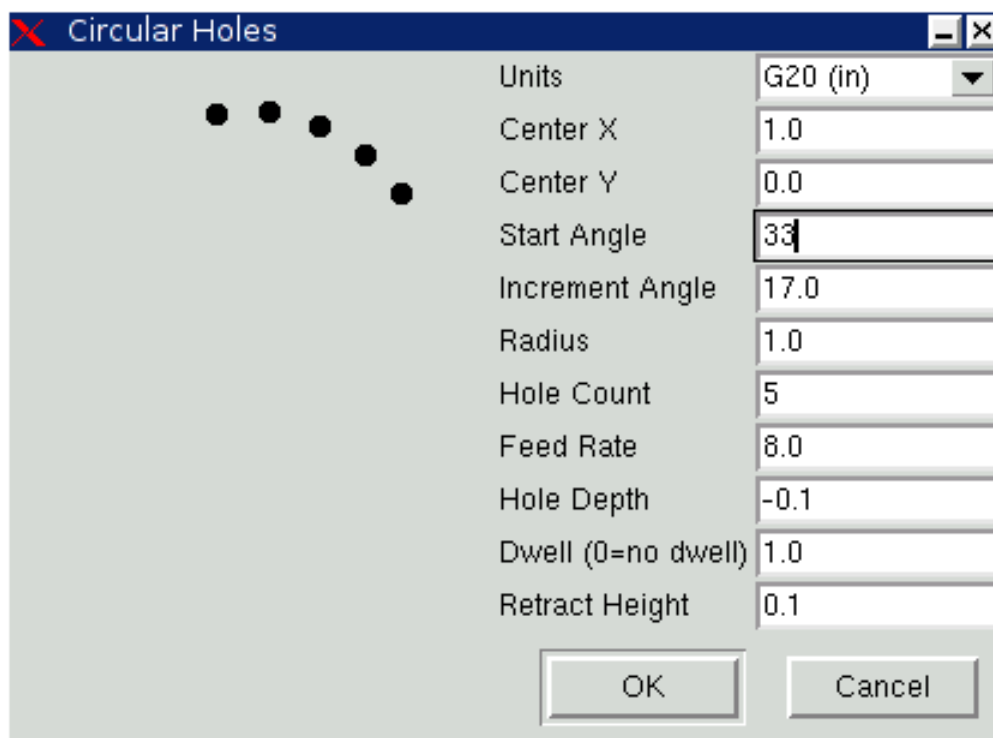 Circular Holes
Units G20 (in)
Center X 1.0
Center Y 0.0
Start Angle 33
Increment Angle 17.0
Radius 1.0
Hole Count 5
Feed Rate 8.0
Hole Depth -0.1
Dwell (0=no dwell) 1.0
Retract Height 0.1
OK Cancel